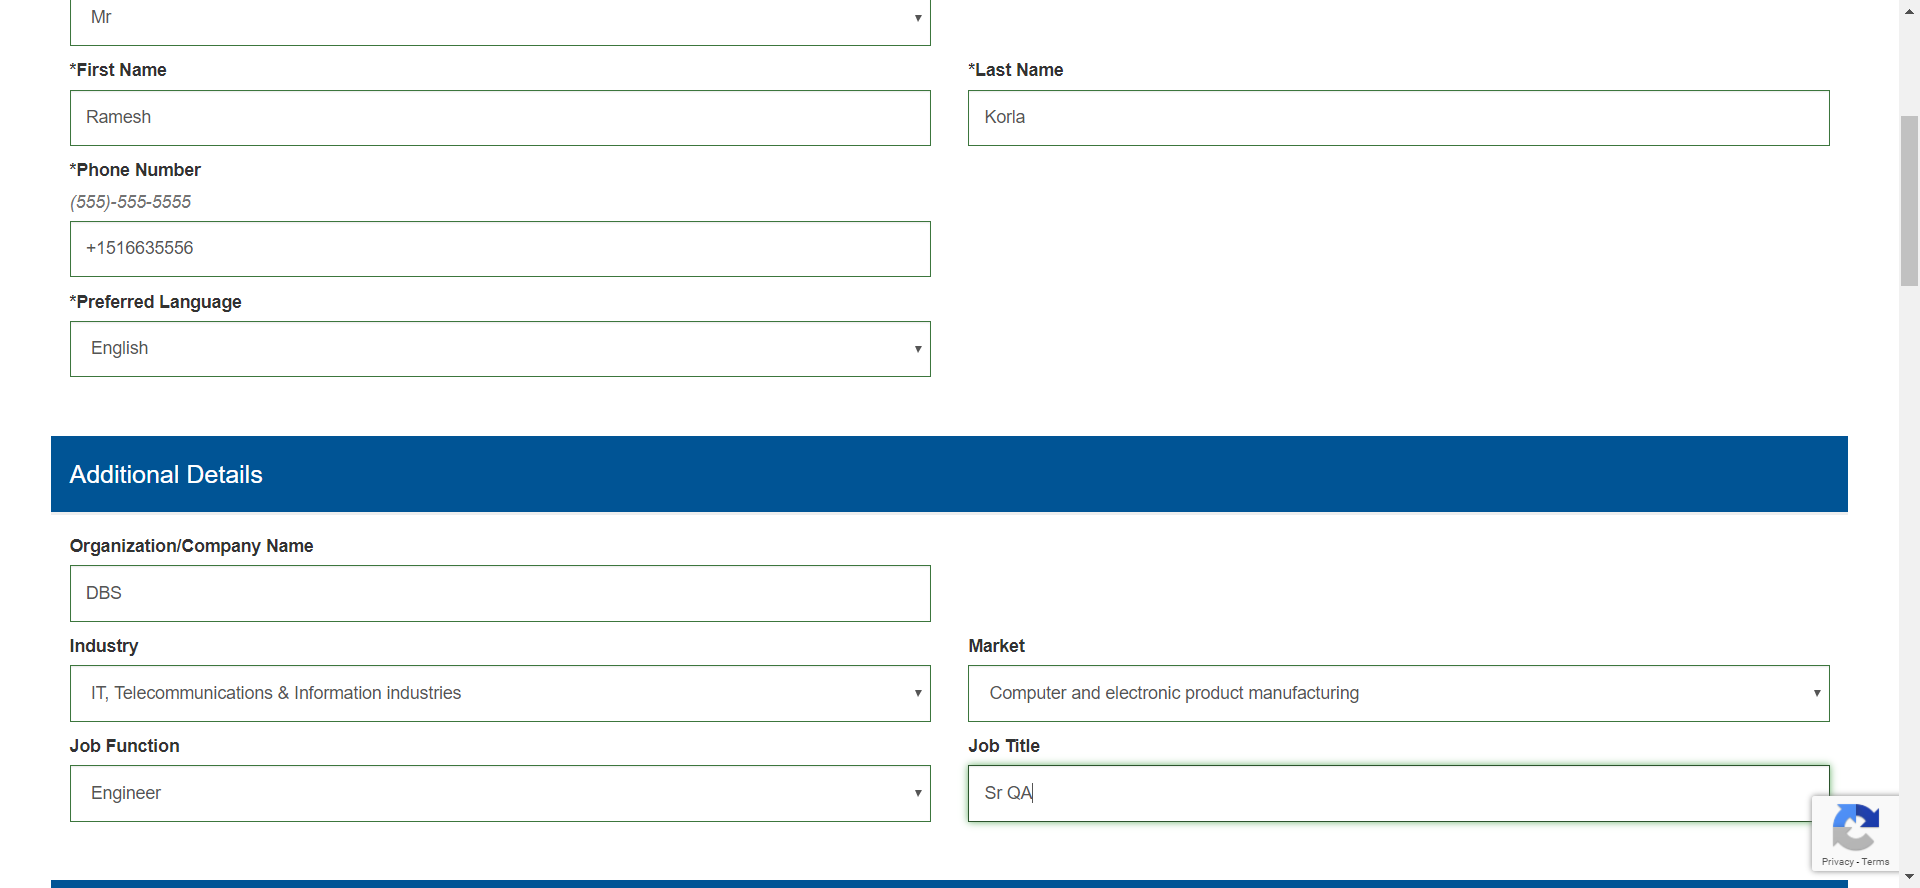 Mr
*First Name
*Last Name
Ramesh
Korla
*Phone Number
(555)-555-5555
+1516635556
*Preferred Language
English
Additional Details
Organization/Company Name
DBS
Industry
Market
IT, Telecommunications & Information industries
Computer and electronic product manufacturing
Job Function
Job Title
Engineer
Sr QA
Privacy - Terms